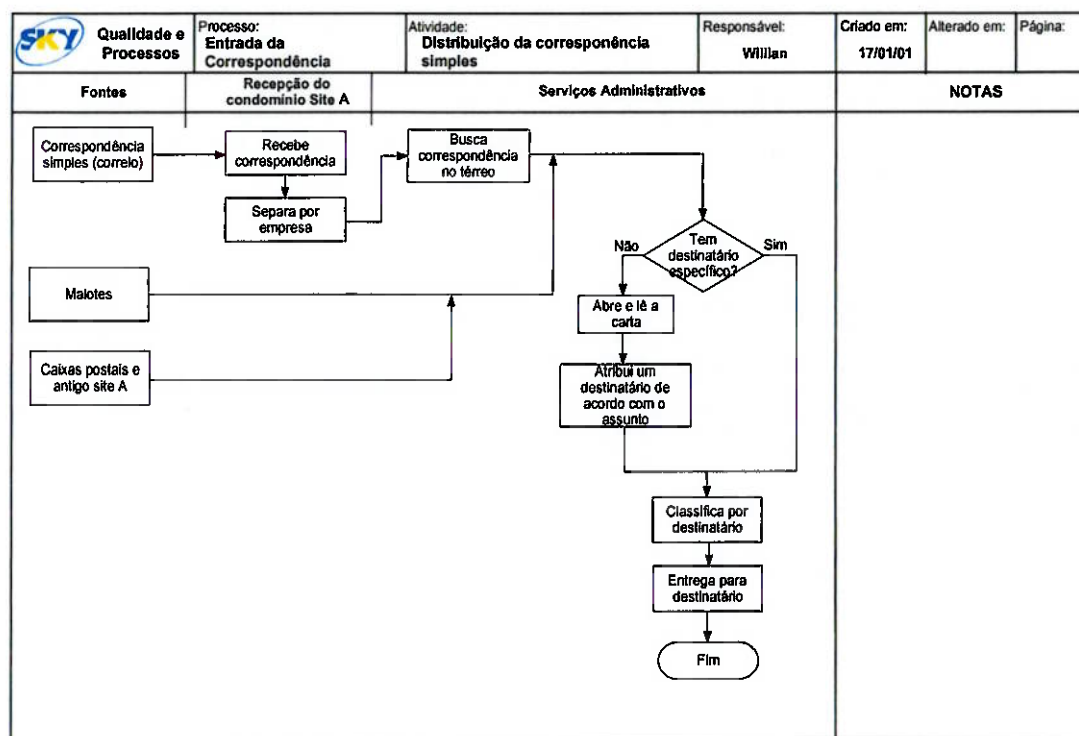 SKY
Qualidade e
Processos
Processo:
Entrada da
Correspondência
Atividade:
Distribuição da corresponência
simples
Responsável:
Willian
Criado em:
17/01/01
Alterado em:
Página:
Fontes
Recepção do
condomínio Site A
Serviços Administrativos
NOTAS
Correspondência
simples (correio)
Recebe
correspondência
Busca
correspondência
no térreo
Separa por
empresa
Não
Tem
destinatário
específico?
Sim
Malotes
Abre e lê a
carta
Caixas postais e
antigo site A
Atribui um
destinatário de
acordo com o
assunto
Classifica por
destinatário
Entrega para
destinatário
Fim